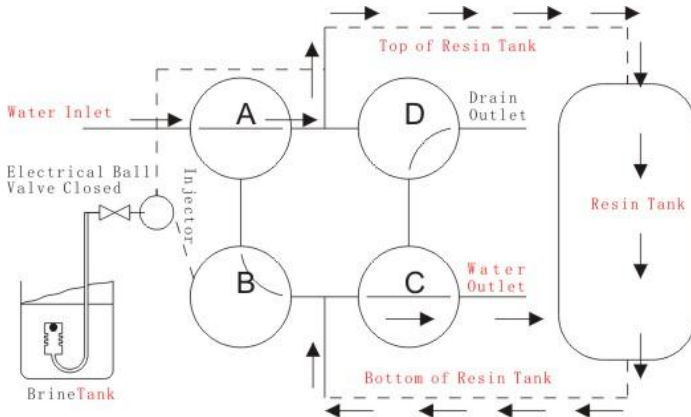 Top of Resin Tank
Water Inlet
A
D
Drain
Outlet
Electrical Ball
Valve Closed
Injector
Resin Tank
B
C
Water
Outlet
Bottom of Resin Tank
BrineTank